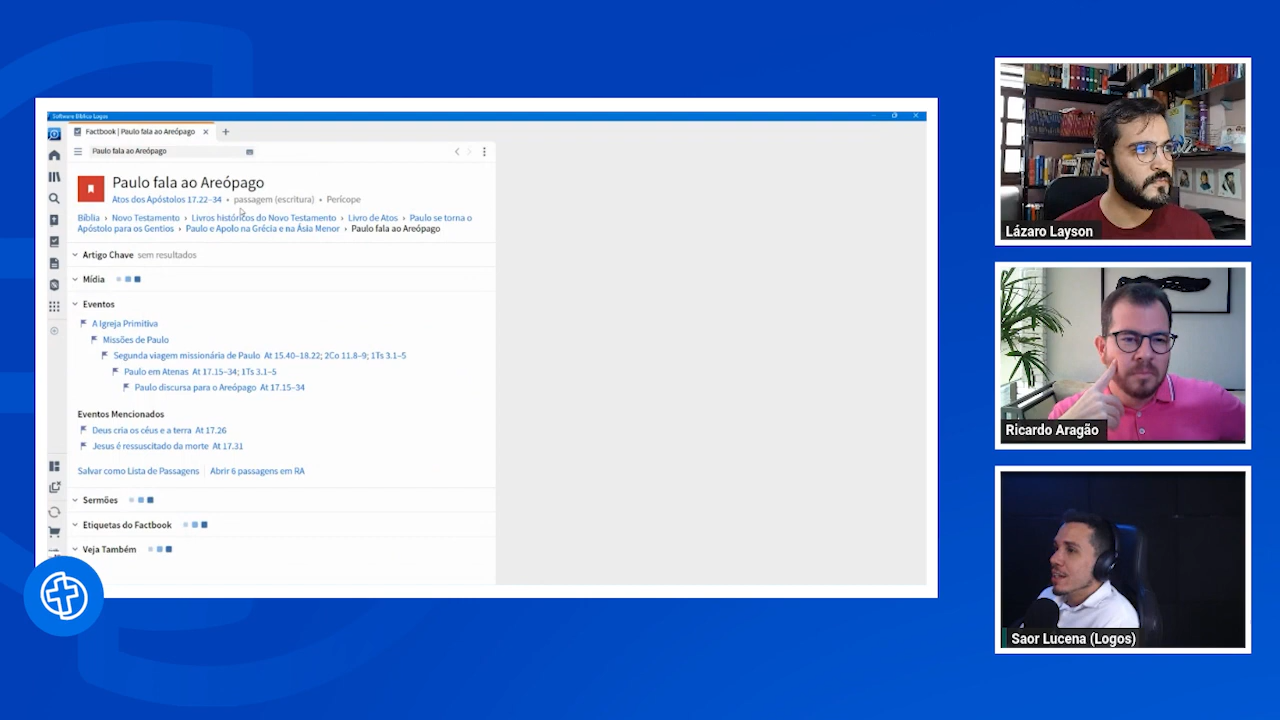 Software Bíblico Logos
Factbook | Paulo fala ao Areópago
Paulo fala ao Areópago
Paulo fala ao Areópago
Atos dos Apóstolos 17.22–34 • passagem (escritura) • Perícope
Bíblia › Novo Testamento › Livros históricos do Novo Testamento › Livro de Atos › Paulo se torna o
Apóstolo para os Gentios › Paulo e Apolo na Grécia e na Ásia Menor › Paulo fala ao Areópago
Artigo Chave sem resultados
Mídia
Eventos
A Igreja Primitiva
Missões de Paulo
Segunda viagem missionária de Paulo At 15.40–18.22; 2Co 11.8–9; 1Ts 3.1–5
Paulo em Atenas At 17.15–34; 1Ts 3.1–5
Paulo discursa para o Areópago At 17.15–34
Eventos Mencionados
Deus cria os céus e a terra At 17.26
Jesus é ressuscitado da morte At 17.31
Salvar como Lista de Passagens | Abrir 6 passagens em RA
Sermões
Etiquetas do Factbook
Veja Também
Lázaro Layson
Ricardo Aragão
Saor Lucena (Logos)